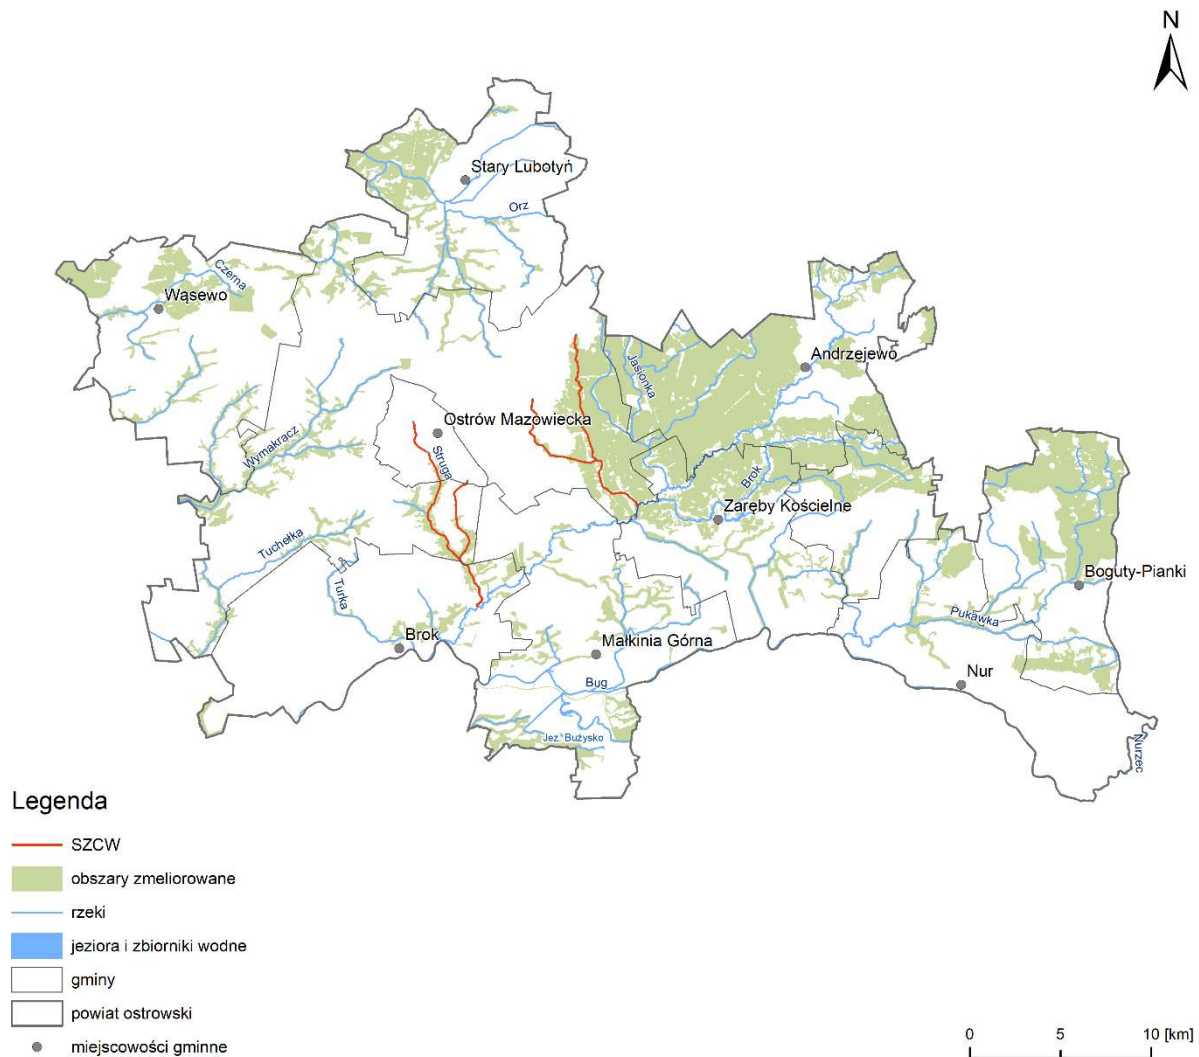 N
Stary Lubotyń
Orz
Czerna
Wąsewo
Jasionka
Andrzejewo
Ostrów Mazowiecka
Struga
Wymakracz
Brok
Zaręby Kościelne
Tuchełka
Turka
Boguty-Pianki
Pukawka
Brok
Małkinia Górna
Nur
Bug
Jez. Bużysko
Nurzec
Legenda
SZCW
obszary zmeliorowane
rzeki
jeziora i zbiorniki wodne
gminy
powiat ostrowski
miejscowości gminne
0 5 10 [km]